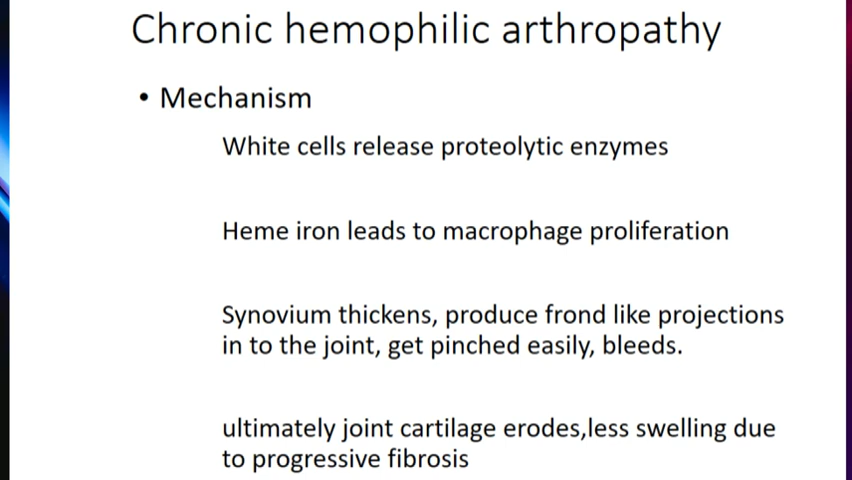 Chronic hemophilic arthropathy
• Mechanism
White cells release proteolytic enzymes
Heme iron leads to macrophage proliferation
Synovium thickens, produce frond like projections
in to the joint, get pinched easily, bleeds.
ultimately joint cartilage erodes,less swelling due
to progressive fibrosis